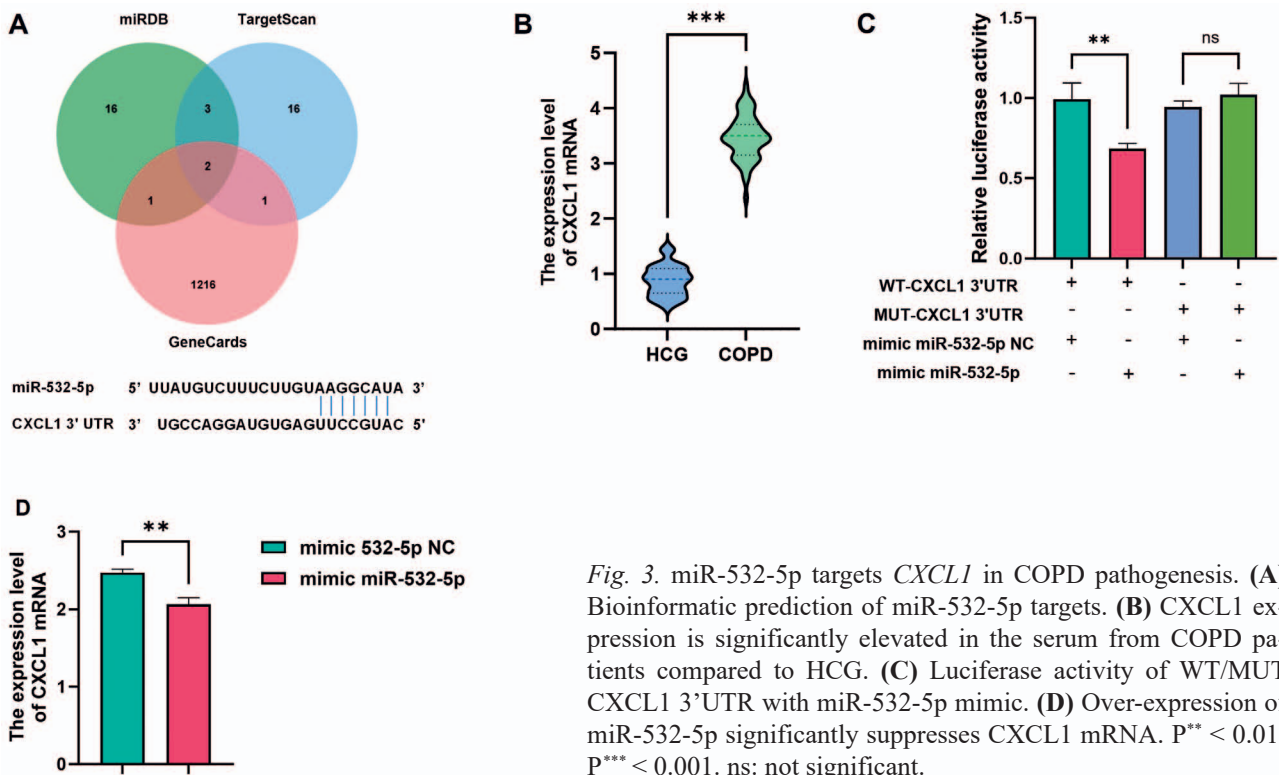 A
miRDB TargetScan
16 3 16
2
1 1
1216
GeneCards
miR-532-5p 5' UUAUGUCUUUCUUGUAAGGCAUA 3'
CXCL1 3' UTR 3' UGCCAGGAUGUGAGUUCCGUAC 5'
B
***
The expression level
of CXCL1 mRNA
5
4
3
2
1
0
HCG COPD
C
Relative luciferase activity
1.5
1.0
0.5
0.0
** ns
WT-CXCL1 3'UTR + + - -
MUT-CXCL1 3'UTR - - + +
mimic miR-532-5p NC + - + -
mimic miR-532-5p - + - +
D
The expression level
of CXCL1 mRNA
3
2
1
0
**
mimic 532-5p NC
mimic miR-532-5p
Fig. 3. miR-532-5p targets CXCL1 in COPD pathogenesis. (A)
Bioinformatic prediction of miR-532-5p targets. (B) CXCL1 ex-
pression is significantly elevated in the serum from COPD pa-
tients compared to HCG. (C) Luciferase activity of WT/MUT
CXCL1 3'UTR with miR-532-5p mimic. (D) Over-expression o
miR-532-5p significantly suppresses CXCL1 mRNA. P** < 0.01
P*** < 0.001. ns: not significant.